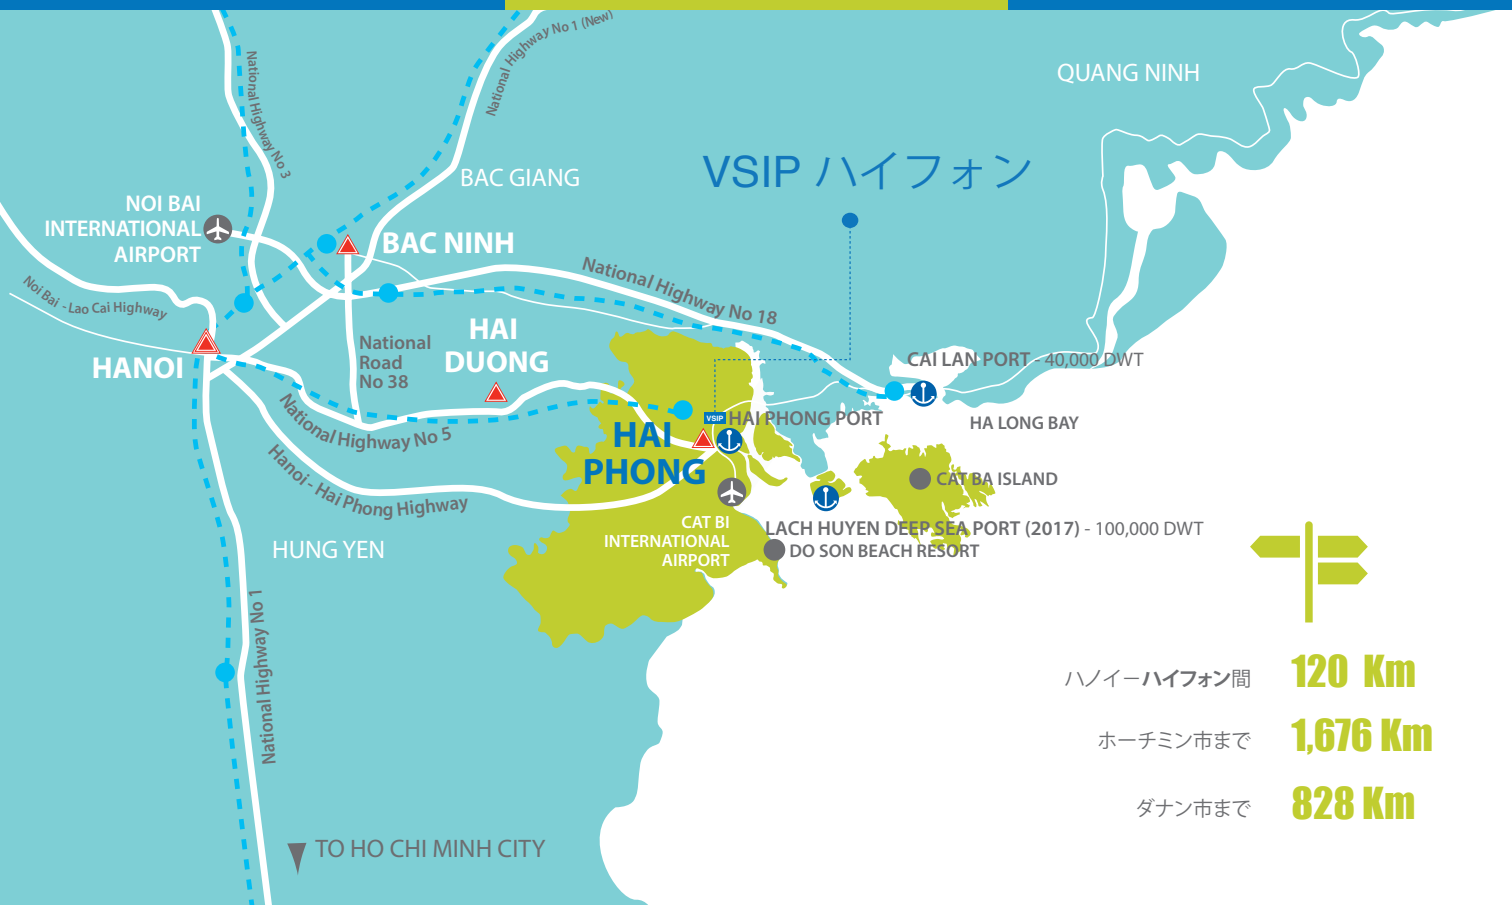 National Highway No 1 (New)
QUANG NINH
National Highway No 3
VSIP ハイフォン
BAC GIANG
NOI BAI
INTERNATIONAL
AIRPORT
BAC NINH
National Highway No 18
Noi Bai - Lao Cai Highway
HANOI
National
Road
No 38
HAI
DUONG
CAI LAN PORT - 40,000 DWT
National Highway No 5
VSIP
HAI PHONG PORT
HA LONG BAY
HAI
PHONG
Hanoi - Hai Phong Highway
CAT BA ISLAND
CAT BI
INTERNATIONAL
AIRPORT
LACH HUYEN DEEP SEA PORT (2017) - 100,000 DWT
DO SON BEACH RESORT
HUNG YEN
National Highway No 1
ハノイーハイフォン間 120 Km
ホーチミン市まで 1,676 Km
ダナン市まで 828 Km
TO HO CHI MINH CITY